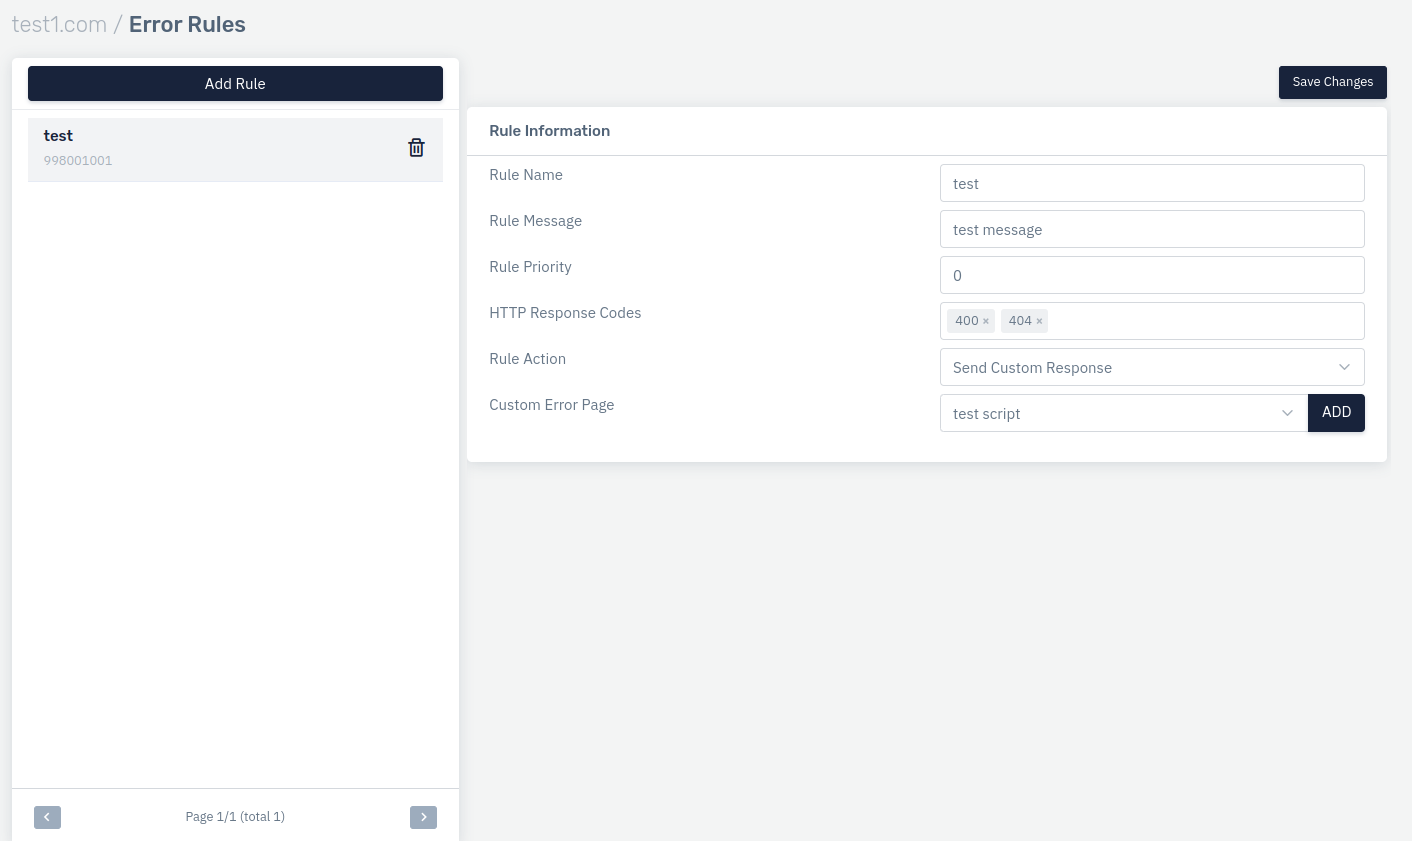 test1.com / Error Rules
Add Rule
test
998001001
Page 1/1 (total 1)
Save Changes
Rule Information
Rule Name
test
Rule Message
test message
Rule Priority
0
HTTP Response Codes
400 × 404 ×
Rule Action
Send Custom Response
Custom Error Page
test script
ADD